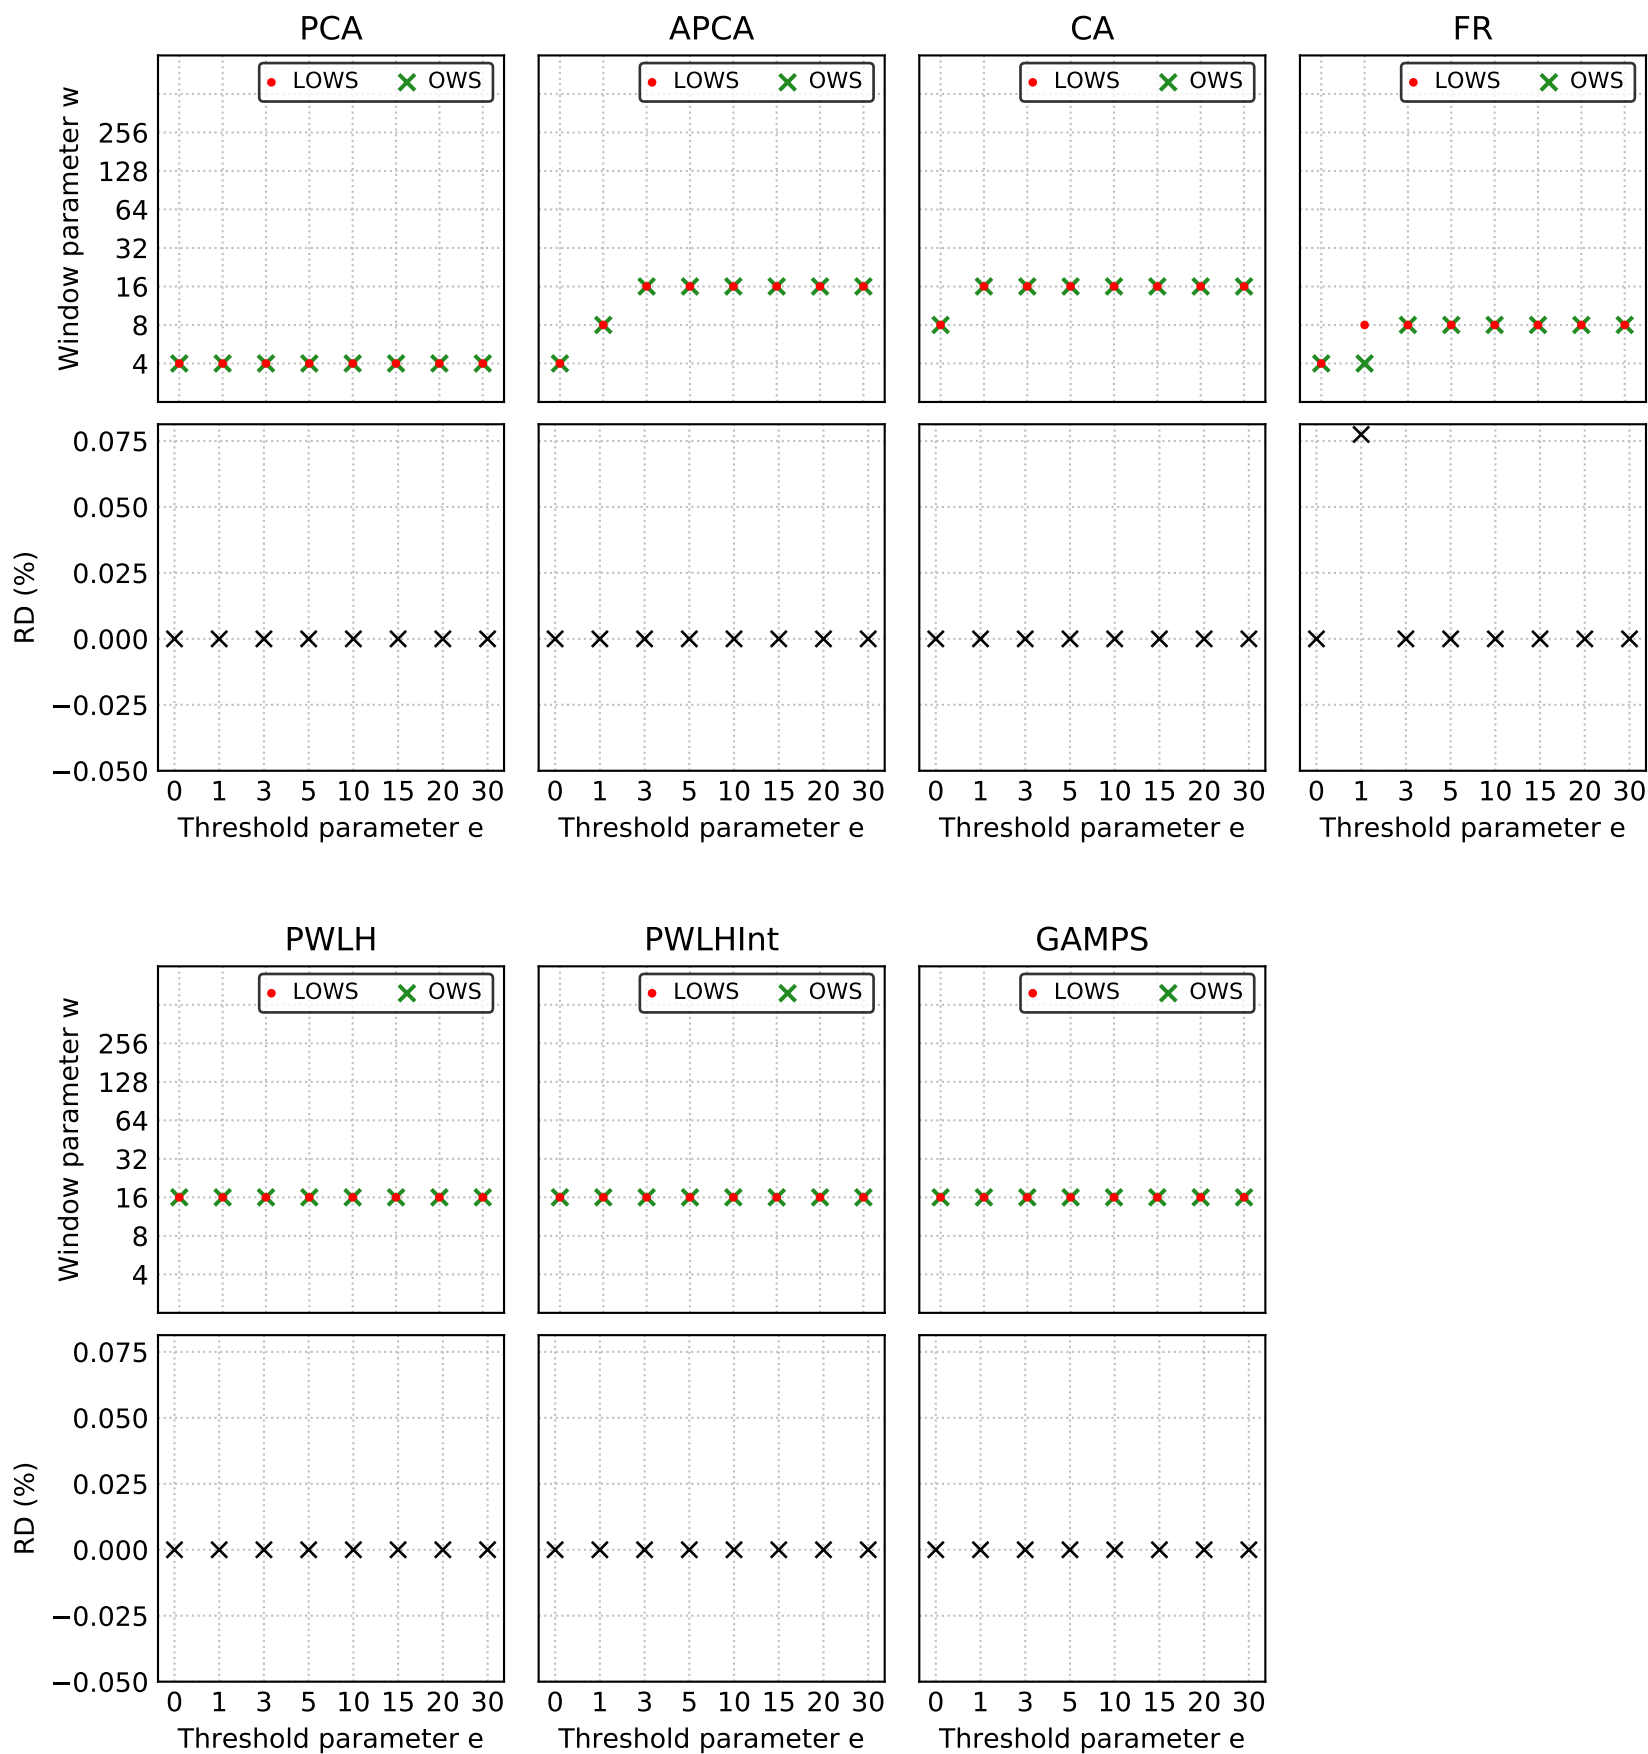 PCA APCA CA FR
LOWS OWS LOWS OWS LOWS OWS LOWS OWS
Window parameter w
256
128
64
32
16
8
4
RD (%)
0.075
0.050
0.025
0.000
−0.025
−0.050
0 1 3 5 10 15 20 30 0 1 3 5 10 15 20 30 0 1 3 5 10 15 20 30 0 1 3 5 10 15 20 30
Threshold parameter e Threshold parameter e Threshold parameter e Threshold parameter e
PWLH PWLHInt GAMPS
LOWS OWS LOWS OWS LOWS OWS
Window parameter w
256
128
64
32
16
8
4
RD (%)
0.075
0.050
0.025
0.000
−0.025
−0.050
0 1 3 5 10 15 20 30 0 1 3 5 10 15 20 30 0 1 3 5 10 15 20 30
Threshold parameter e Threshold parameter e Threshold parameter e